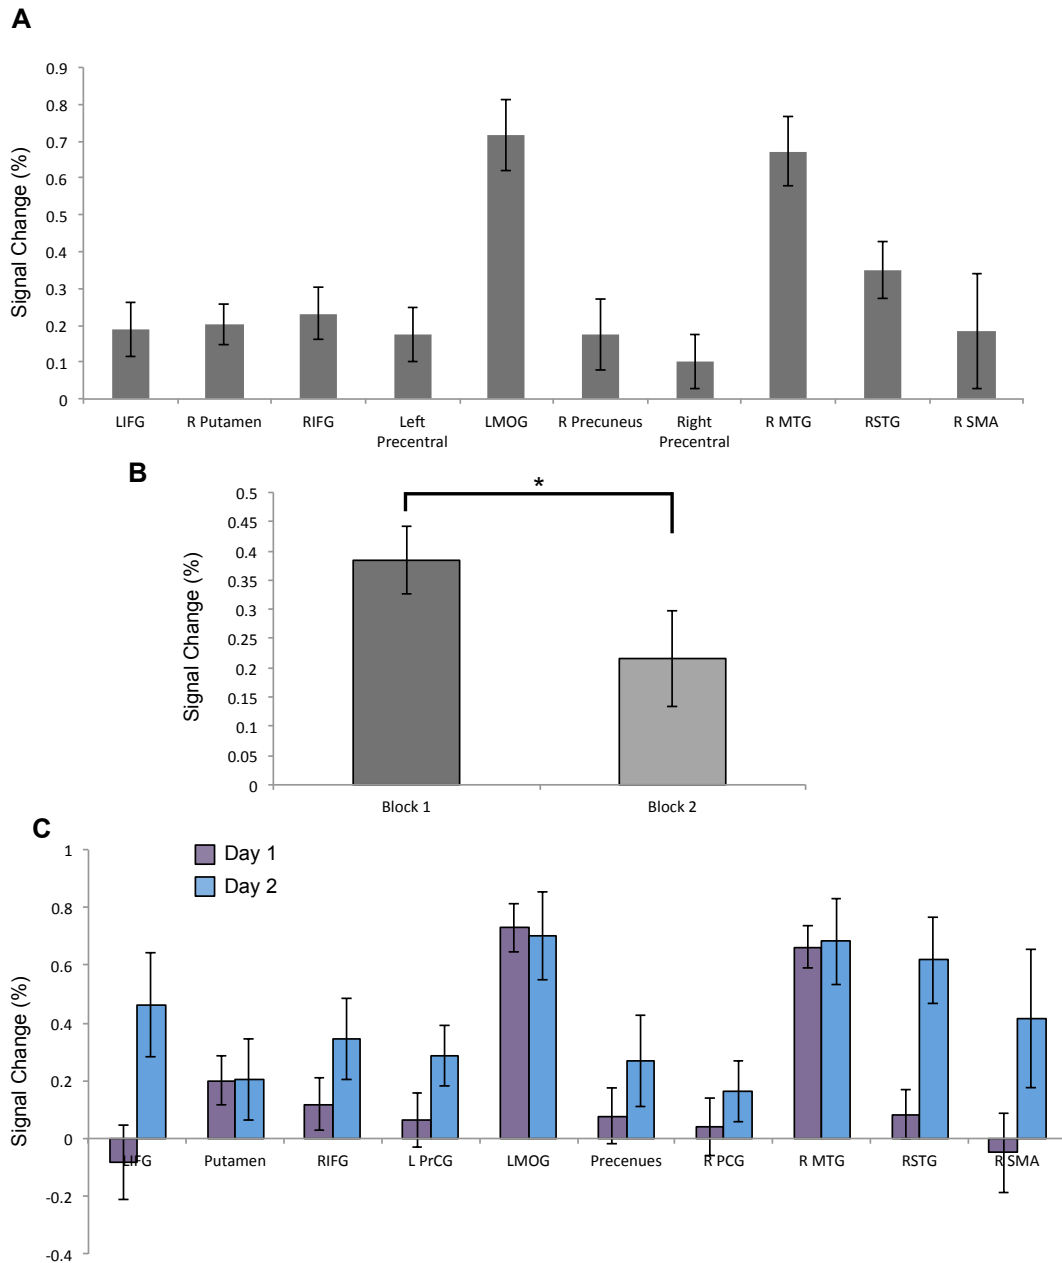 A
Signal Change (%)
0.9
0.8
0.7
0.6
0.5
0.4
0.3
0.2
0.1
0
LIFG R Putamen RIFG Left Precentral LMOG R Precuneus Right Precentral R MTG RSTG R SMA
B
Signal Change (%)
0.5
0.45
0.4
0.35
0.3
0.25
0.2
0.15
0.1
0.05
0
*
Block 1 Block 2
C
Signal Change (%)
Day 1
Day 2
1
0.8
0.6
0.4
0.2
0
-0.2
-0.4
LIFG Putamen RIFG L PrCG LMOG Precenues R PCG R MTG RSTG R SMA